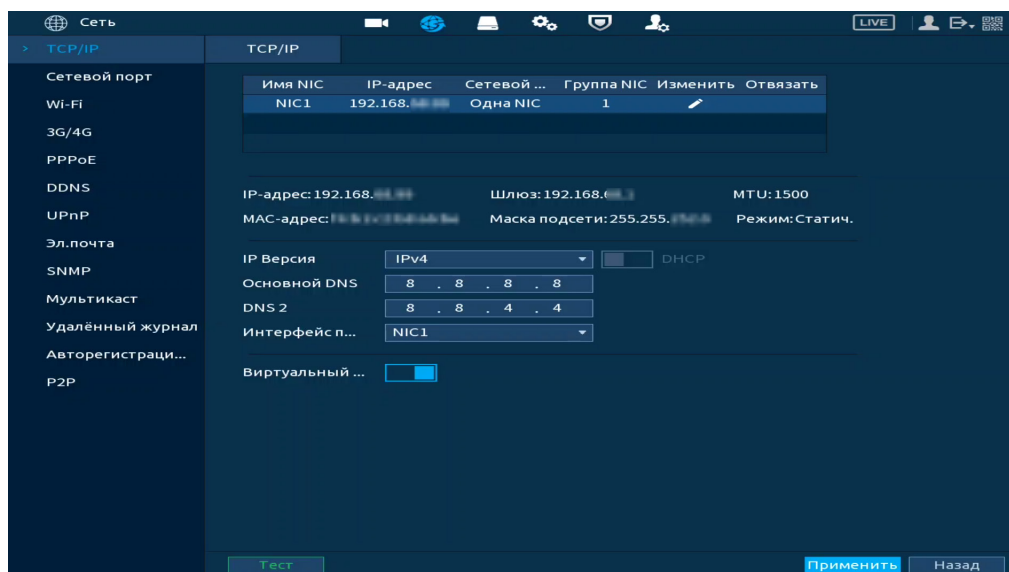 Сеть LIVE
> TCP/IP
TCP/IP
Сетевой порт
Wi-Fi
3G/4G
PPPoE
DDNS
UPnP
Эл.почта
SNMP
Мультикаст
Удалённый журнал
Авторегистраци...
P2P
Имя NIC IP-адрес Сетевой ... Группа NIC Изменить Отвязать
NIC1 192.168. Одна NIC 1
IP-адрес: 192.168. Шлюз: 192.168. MTU: 1500
MAC-адрес: Маска подсети: 255.255. Режим: Статич.
IP Версия IPv4 DHCP
Основной DNS 8 . 8 . 8 . 8
DNS 2 8 . 8 . 4 . 4
Интерфейс п... NIC1
Виртуальный ...
Тест Применить Назад